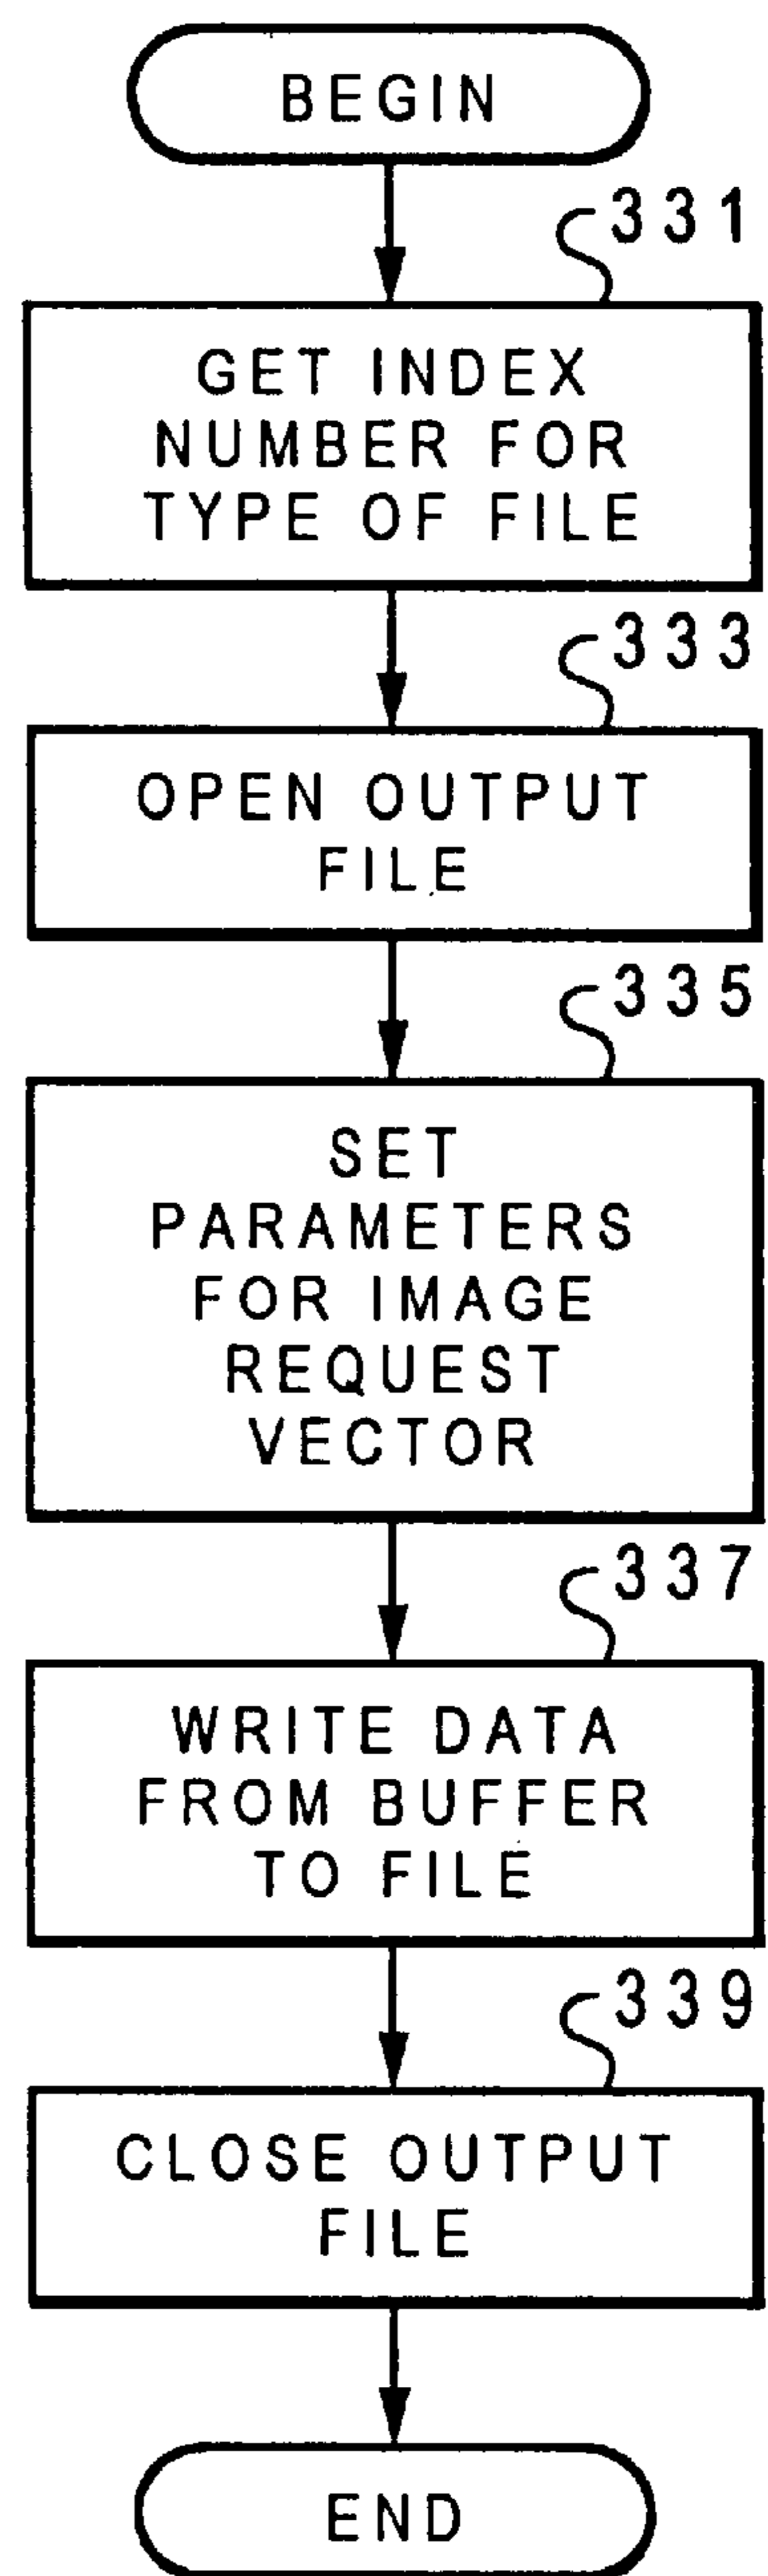 BEGIN
331
GET INDEX
NUMBER FOR
TYPE OF FILE
333
OPEN OUTPUT
FILE
335
SET
PARAMETERS
FOR IMAGE
REQUEST
VECTOR
337
WRITE DATA
FROM BUFFER
TO FILE
339
CLOSE OUTPUT
FILE
END